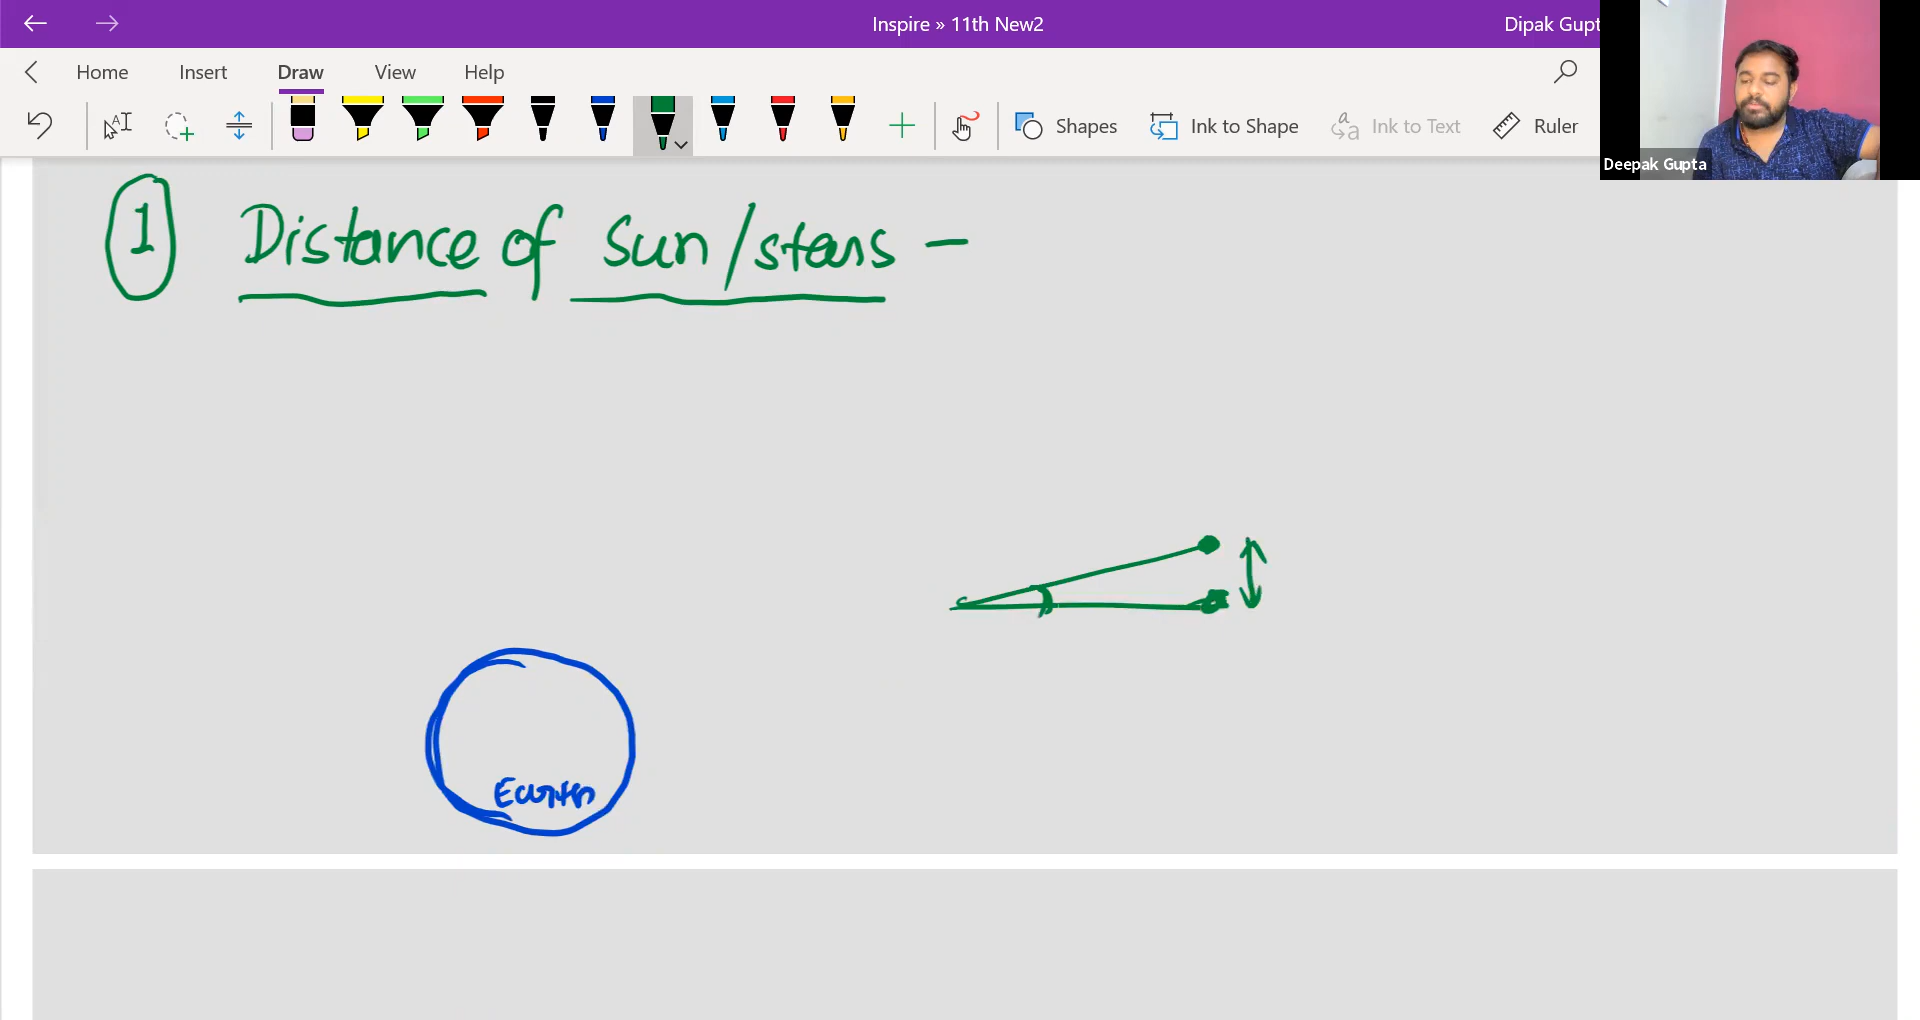 Inspire » 11th New2
Dipak Gupt
Home Insert Draw View Help
Shapes Ink to Shape Ink to Text Ruler
Deepak Gupta
1 Distance of sun/stars –
Earth